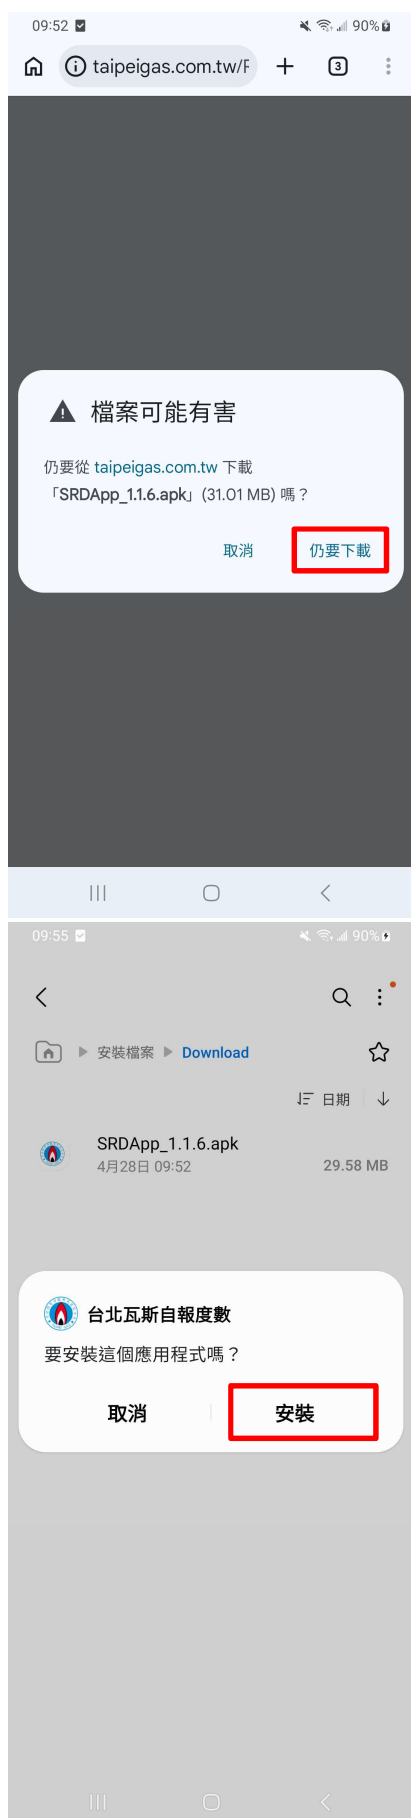 09:52
90%
taipeigas.com.tw/F
3
檔案可能有害
仍要從 taipeigas.com.tw 下載
「SRDApp_1.1.6.apk」(31.01 MB) 嗎？
取消
仍要下載
09:55
90%
安裝檔案
Download
日期
SRDApp_1.1.6.apk
4月28日 09:52
29.58 MB
台北瓦斯自報度數
要安裝這個應用程式嗎？
取消
安裝